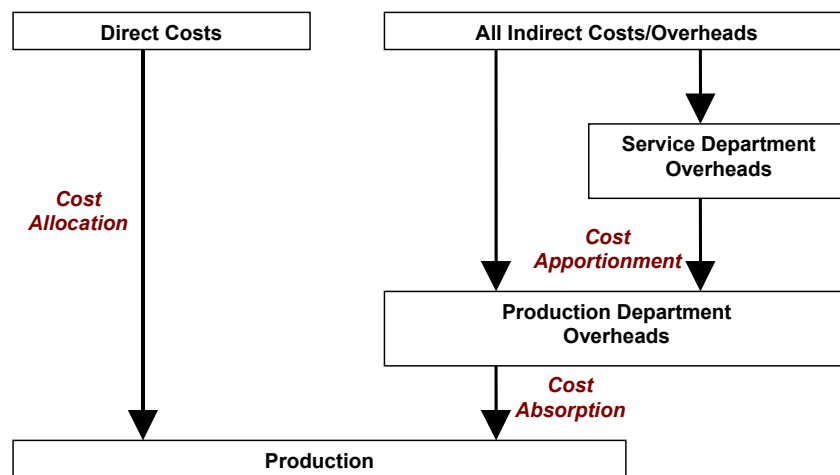 Direct Costs
All Indirect Costs/Overheads
Service Department
Overheads
Cost
Allocation
Cost
Apportionment
Production Department
Overheads
Cost
Absorption
Production